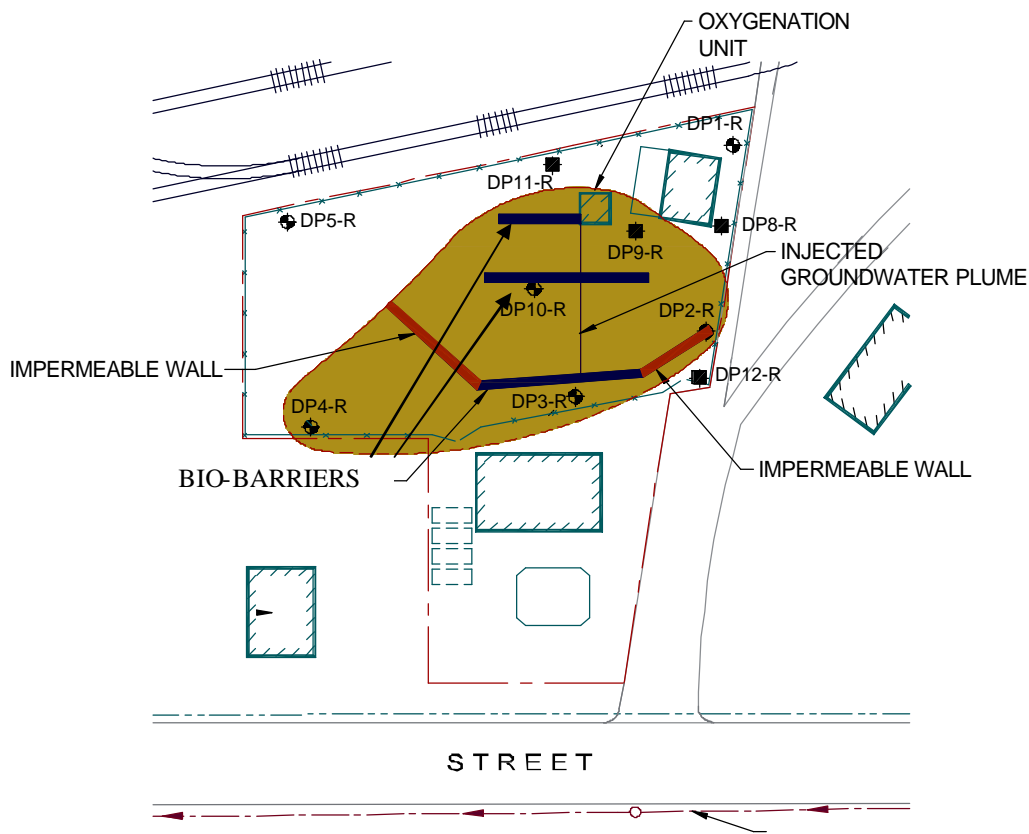 OXYGENATION
UNIT
DP1-R
DP11-R
DP5-R
DP8-R
DP9-R
INJECTED
GROUNDWATER PLUME
DP10-R
DP2-R
IMPERMEABLE WALL
DP12-R
DP3-R
DP4-R
IMPERMEABLE WALL
BIO-BARRIERS
STREET